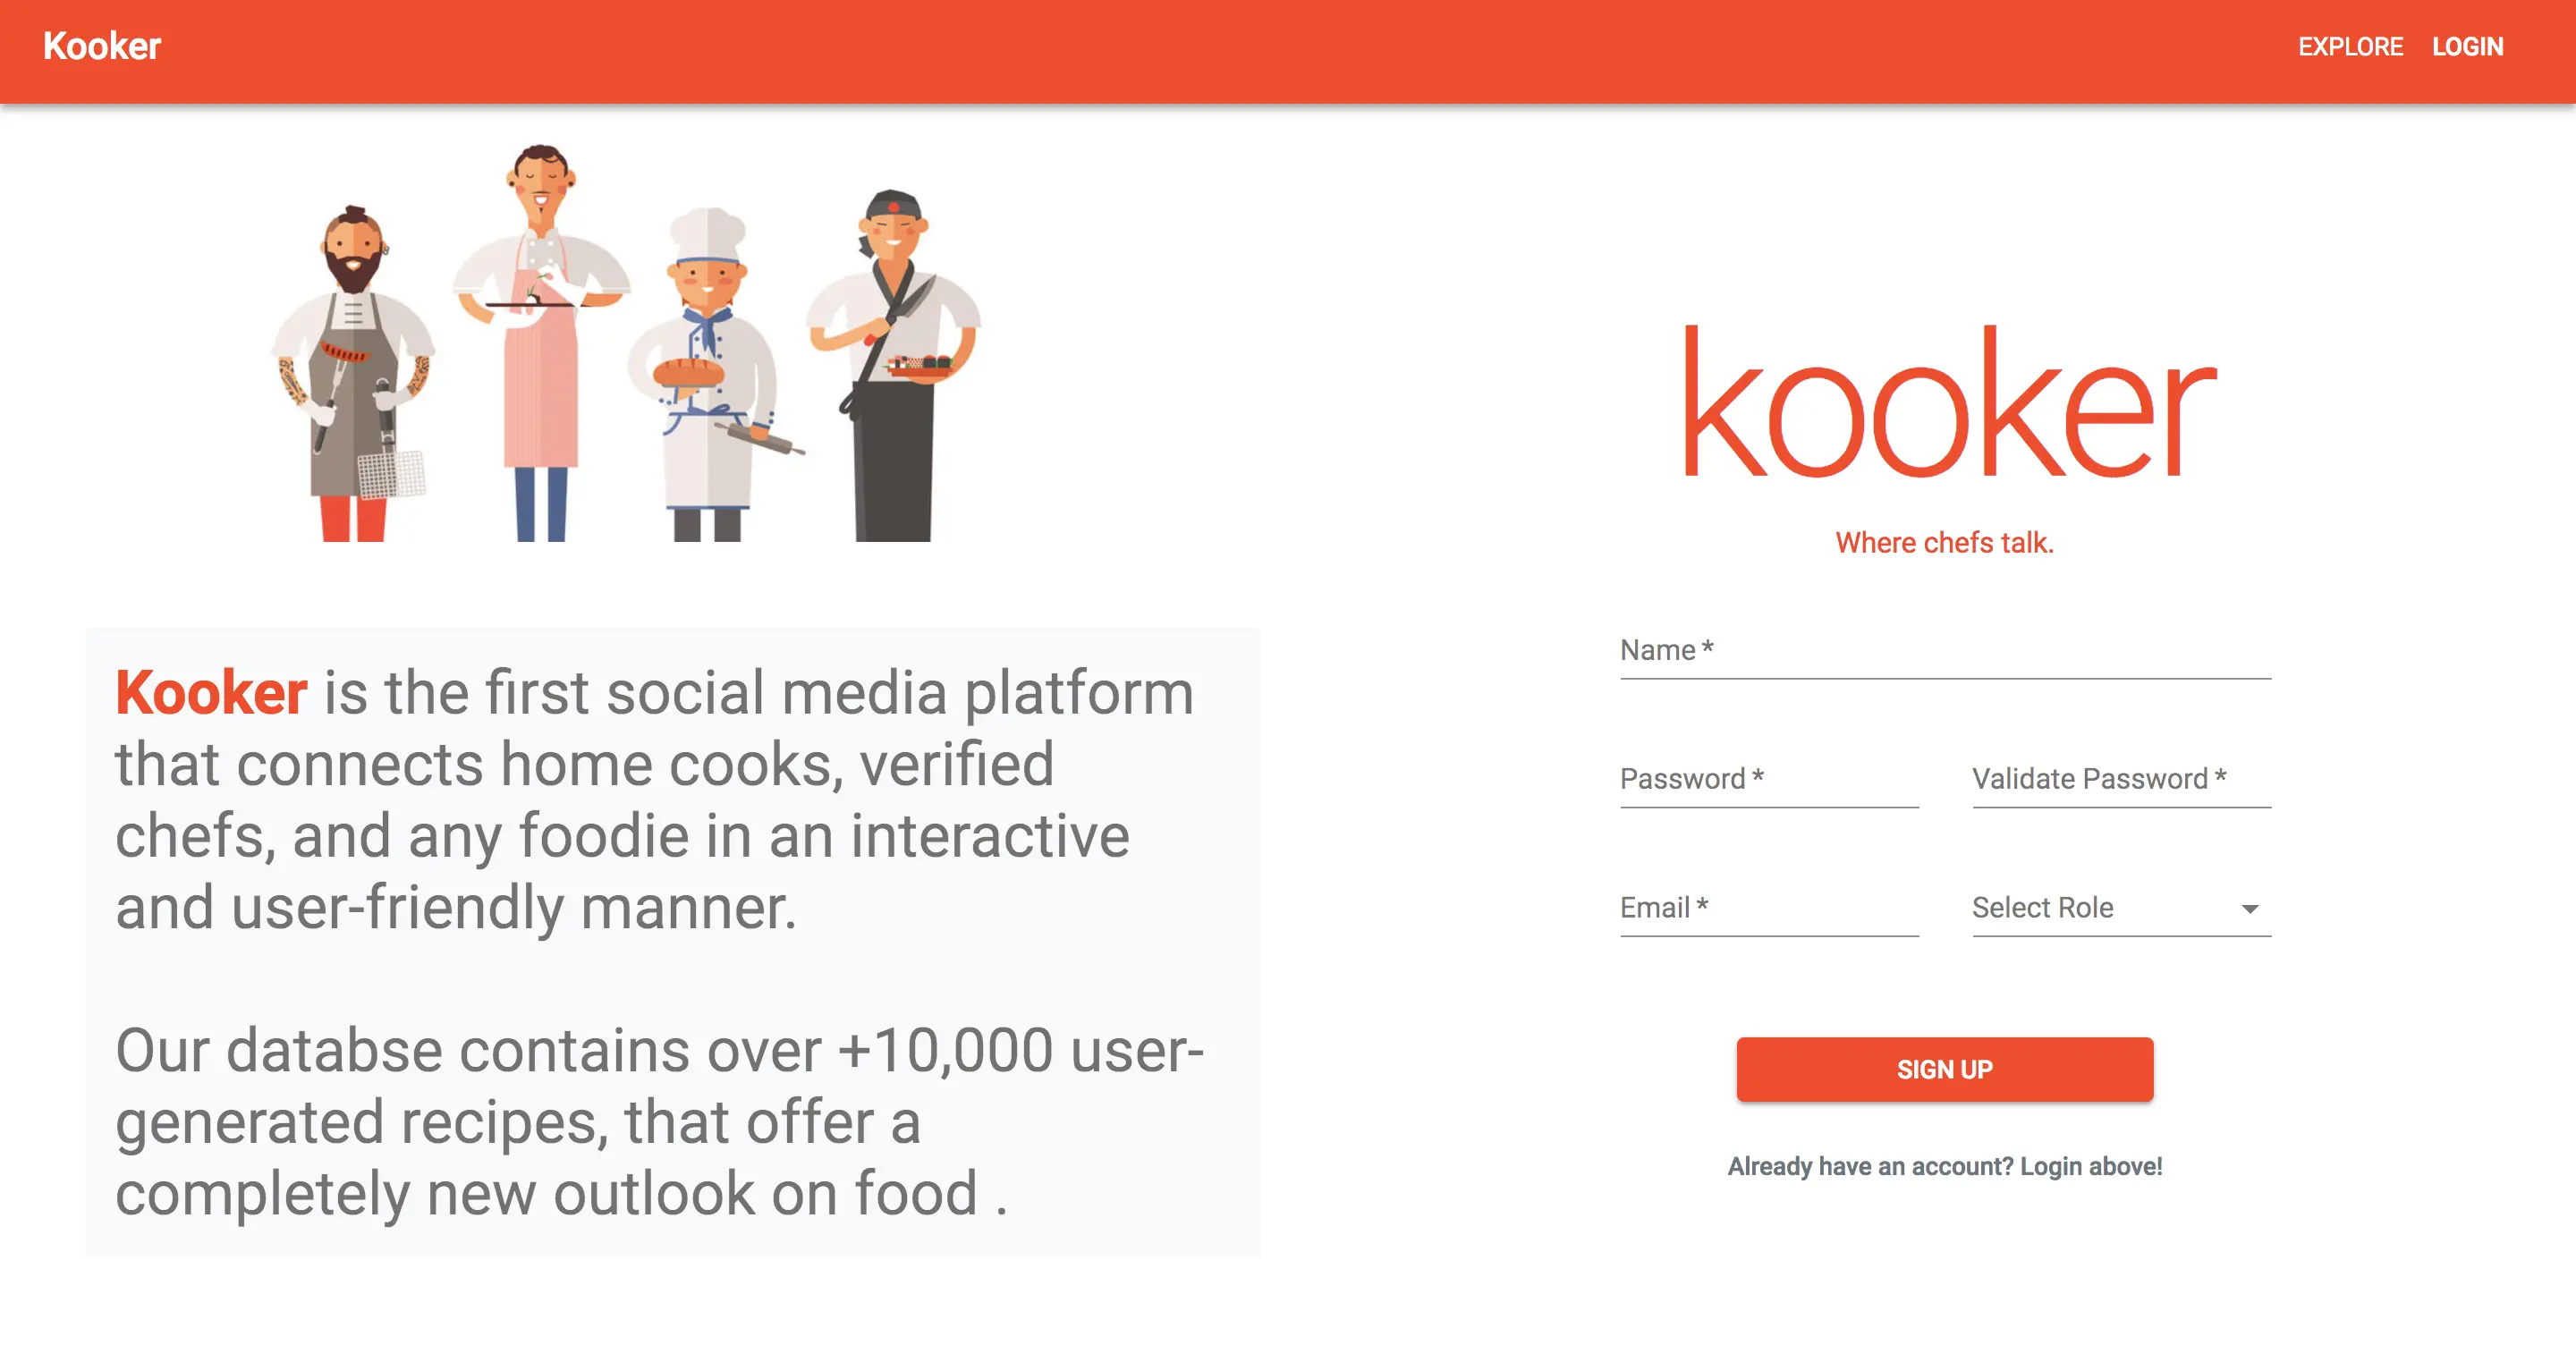 Kooker
EXPLORE LOGIN
Kooker is the first social media platform
that connects home cooks, verified
chefs, and any foodie in an interactive
and user-friendly manner.
Our databse contains over +10,000 user-
generated recipes, that offer a
completely new outlook on food .
kooker
Where chefs talk.
Name *
Password *
Validate Password *
Email *
Select Role
SIGN UP
Already have an account? Login above!